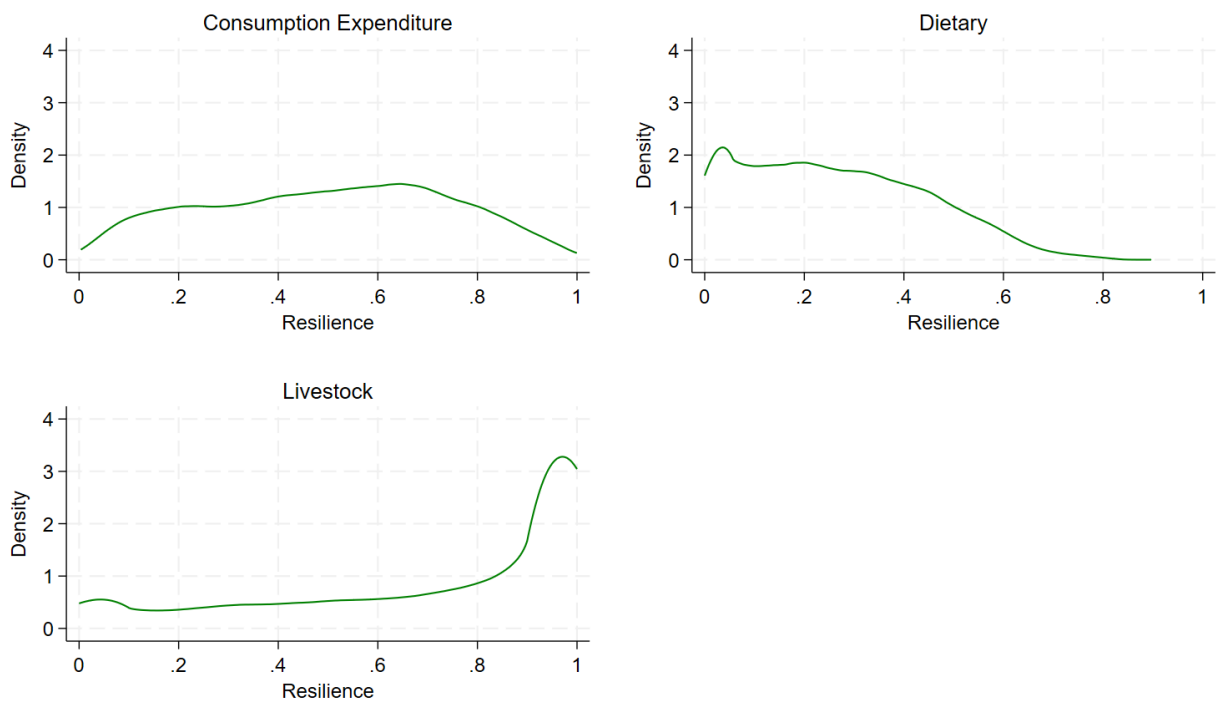 Consumption Expenditure
Density
4
3
2
1
0
0 .2 .4 .6 .8 1
Resilience
Dietary
Density
4
3
2
1
0
0 .2 .4 .6 .8 1
Resilience
Livestock
Density
4
3
2
1
0
0 .2 .4 .6 .8 1
Resilience